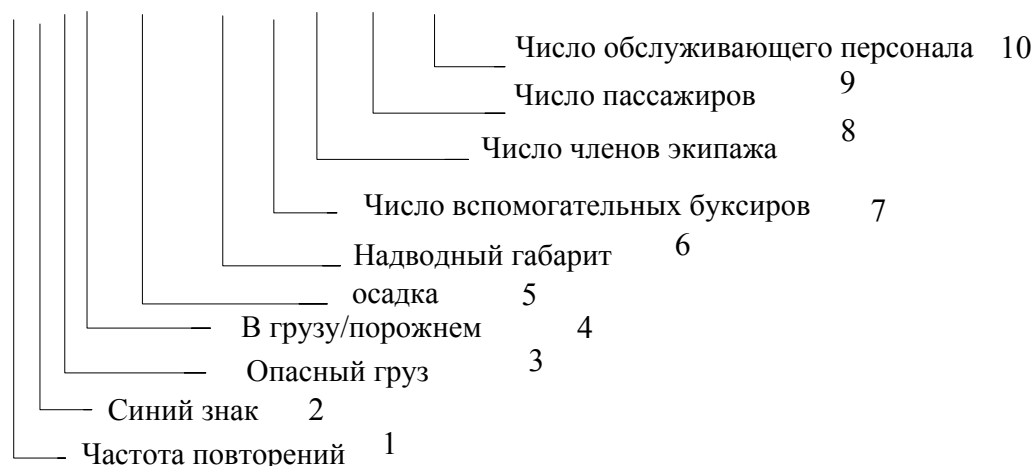 Число обслуживающего персонала 10
Число пассажиров 9
Число членов экипажа 8
Число вспомогательных буксиров 7
Надводный габарит 6
осадка 5
В грузу/порожнем 4
Опасный груз 3
Синий знак 2
Частота повторений 1